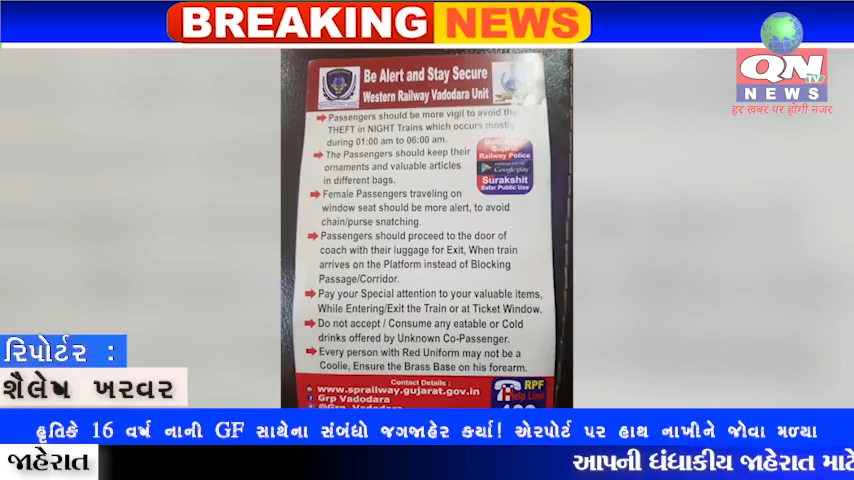 BREAKING NEWS
QN
TV
NEWS
हर खबर पर होगी नजर
Be Alert and Stay Secure
Western Railway Vadodara Unit
Passengers should be more vigil to avoid the
THEFT in NIGHT Trains which occurs mostly
during 01:00 am to 06:00 am.
The Passengers should keep their
ornaments and valuable articles
in different bags.
Railway Police
Google play
Surakshit
Safar Public Use
Female Passengers traveling on
window seat should be more alert, to avoid
chain/purse snatching.
Passengers should proceed to the door of
coach with their luggage for Exit, When train
arrives on the Platform instead of Blocking
Passage/Corridor.
Pay your Special attention to your valuable items,
While Entering/Exit the Train or at Ticket Window.
Do not accept / Consume any eatable or Cold
drinks offered by Unknown Co-Passenger.
Every person with Red Uniform may not be a
Coolie, Ensure the Brass Base on his forearm.
Contact Details :
www.sprailway.gujarat.gov.in
Grp Vadodara
@Grp_Vadodara
RPF
Help Line
રિપોર્ટર :
શૈલેષ ખરવર
હૃતિકે 16 વર્ષ નાની GF સાથેના સંબંધો જગજાહેર કર્યા! એરપોર્ટ પર હાથ નાખીને જોવા મળ્યા
જાહેરાત
આપની ધંધાકીય જાહેરાત માટે